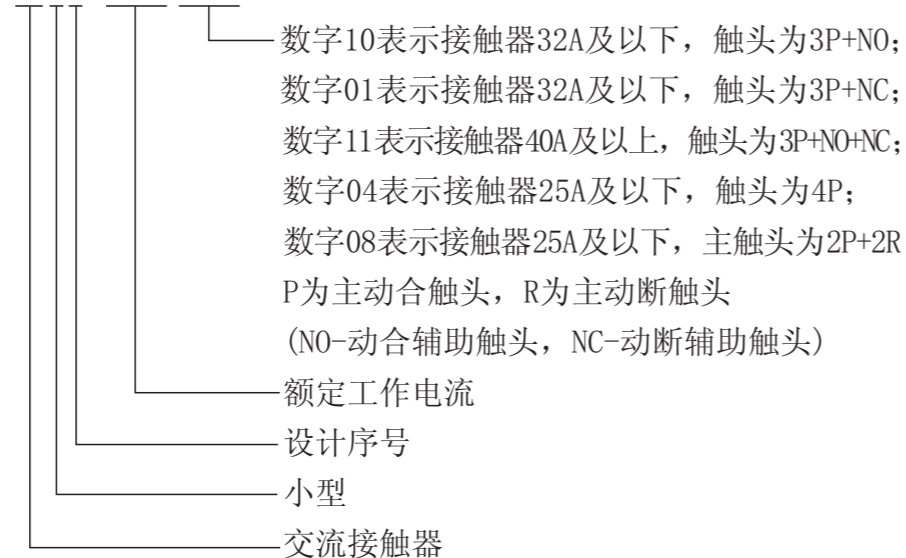 数字10表示接触器32A及以下，触头为3P+NO；
数字01表示接触器32A及以下，触头为3P+NC；
数字11表示接触器40A及以上，触头为3P+NO+NC；
数字04表示接触器25A及以下，触头为4P；
数字08表示接触器25A及以下，主触头为2P+2R
P为主动合触头，R为主动断触头
(NO-动合辅助触头，NC-动断辅助触头)
额定工作电流
设计序号
小型
交流接触器